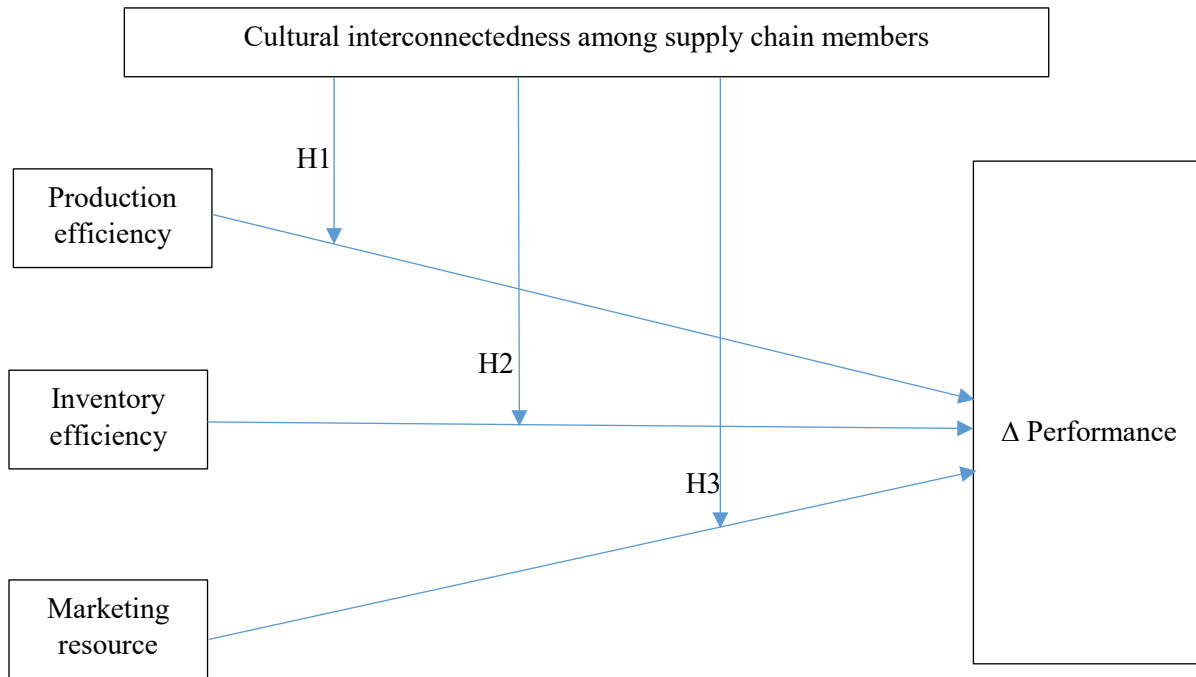 Cultural interconnectedness among supply chain members
H1
Production
efficiency
H2
Inventory
efficiency
Δ Performance
H3
Marketing
resource